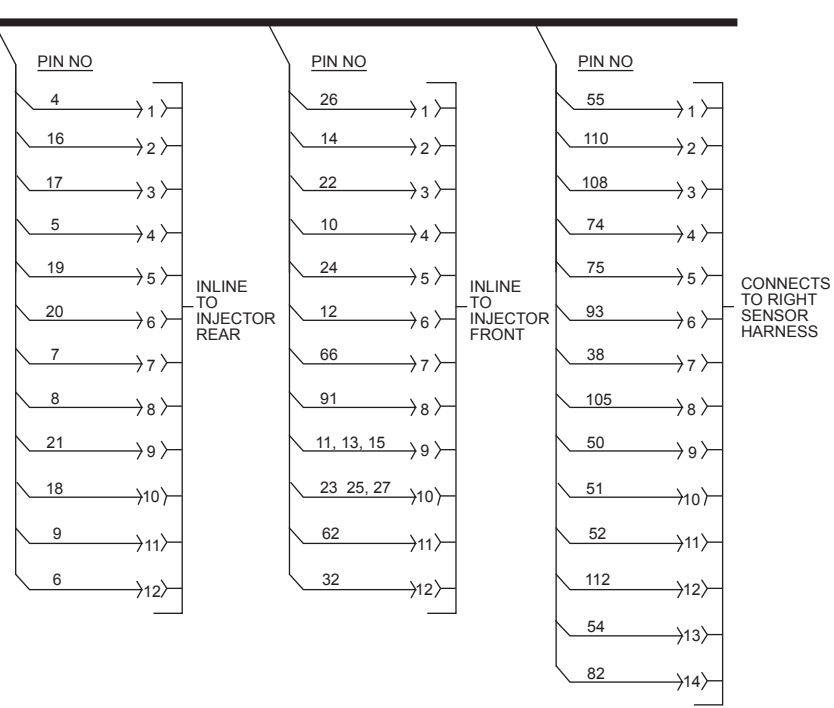 PIN NO
4 1
16 2
17 3
5 4
19 5
20 6
7 7
8 8
21 9
18 10
9 11
6 12
INLINE
TO
INJECTOR
REAR
PIN NO
26 1
14 2
22 3
10 4
24 5
12 6
66 7
91 8
11, 13, 15 9
23 25, 27 10
62 11
32 12
INLINE
TO
INJECTOR
FRONT
PIN NO
55 1
110 2
108 3
74 4
75 5
93 6
38 7
105 8
50 9
51 10
52 11
112 12
54 13
82 14
CONNECTS
TO RIGHT
SENSOR
HARNESS